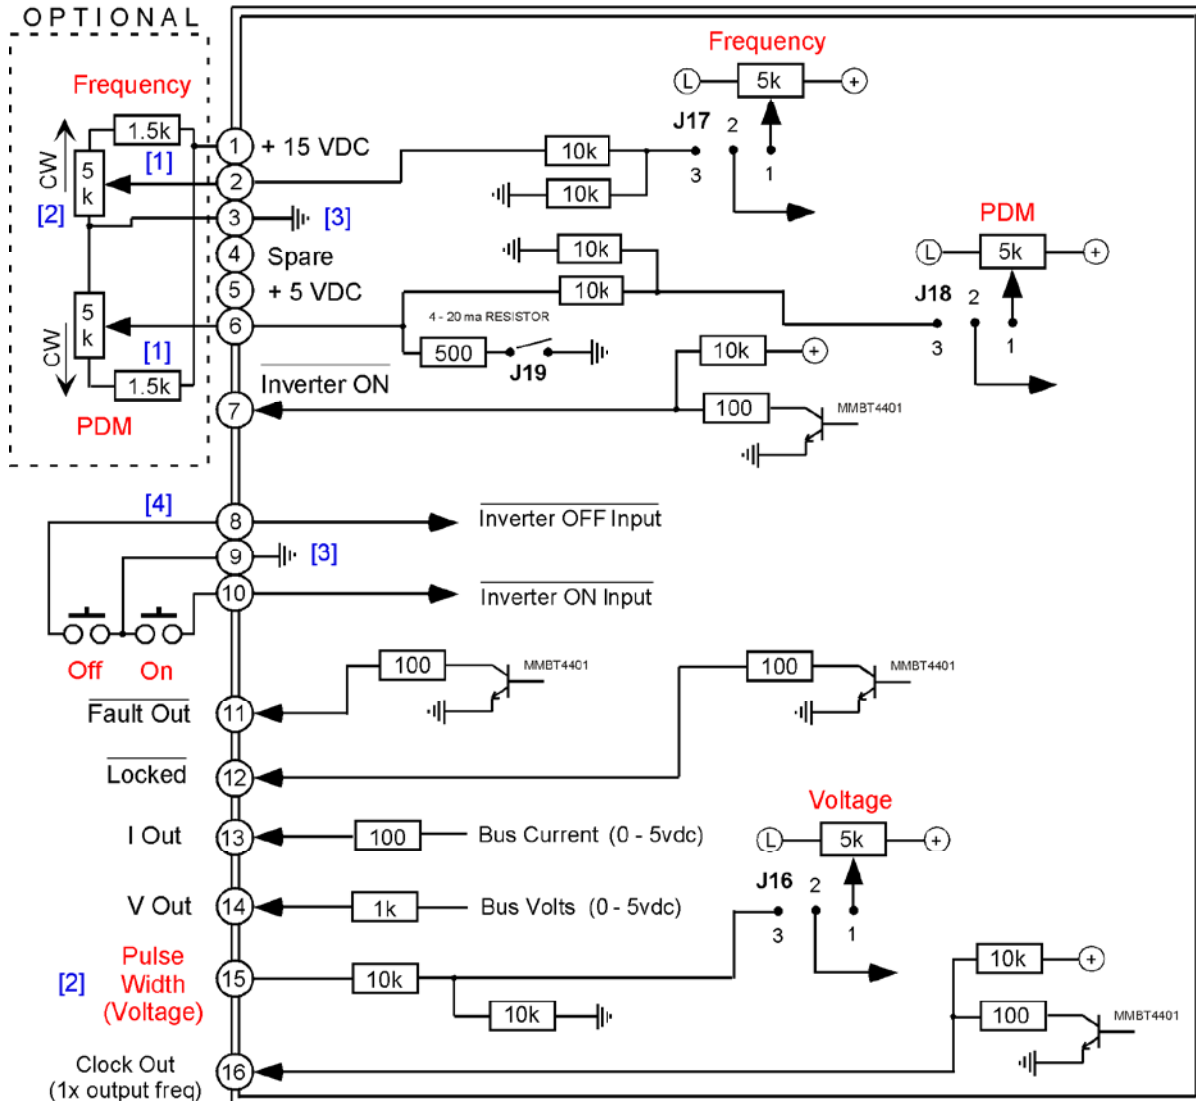 OPTIONAL
Frequency
1.5k
CW
5
k
[1]
[2]
1
+ 15 VDC
2
3
[3]
4
Spare
5
+ 5 VDC
6
5
k
CW
[1]
1.5k
PDM
Inverter ON
7
10k
10k
J17
2
3
1
Frequency
L
5k
+
10k
10k
4 - 20 ma RESISTOR
500
J19
PDM
L
5k
+
J18
2
3
1
10k
+
100
MMBT4401
[4]
8
Inverter OFF Input
9
[3]
10
Inverter ON Input
Off
On
Fault Out
11
100
MMBT4401
100
MMBT4401
Locked
12
I Out
13
100
Bus Current (0 - 5vdc)
V Out
14
1k
Bus Volts (0 - 5vdc)
Voltage
L
5k
+
J16
2
3
1
Pulse
Width
(Voltage)
[2]
15
10k
10k
10k
+
100
MMBT4401
Clock Out
(1x output freq)
16